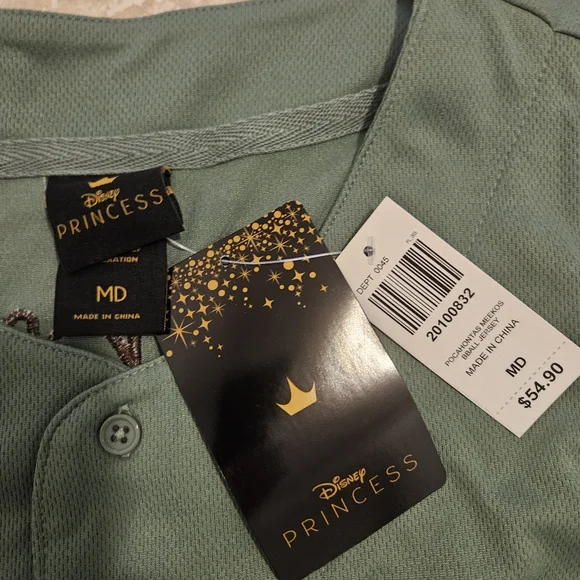 Disney
PRINCESS
MD
MADE IN CHINA
Disney
PRINCESS
DEPT. 0045
20100832
POCAHONTAS MEEKOS
BBALL JERSEY
MADE IN CHINA
MD
$54.90